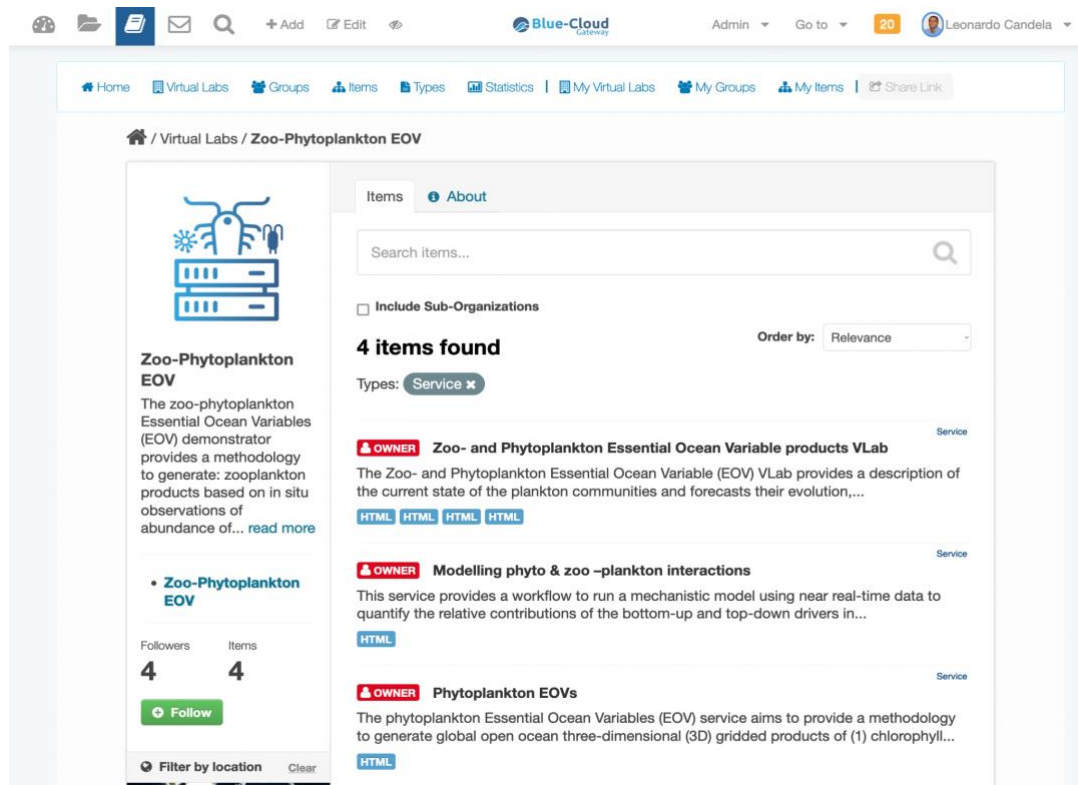 + Add Edit Blue-Cloud Gateway Admin Go to 20 Leonardo Candela
Home Virtual Labs Groups Items Types Statistics | My Virtual Labs My Groups My Items | Share Link
/ Virtual Labs / Zoo-Phytoplankton EOV
Items About
Search items...
Include Sub-Organizations
4 items found
Order by: Relevance
Types: Service ✖
Zoo-Phytoplankton
EOV
The zoo-phytoplankton
Essential Ocean Variables
(EOV) demonstrator
provides a methodology
to generate: zooplankton
products based on in situ
observations of
abundance of... read more
• Zoo-Phytoplankton
EOV
Followers Items
4 4
Follow
Filter by location Clear
Service
OWNER Zoo- and Phytoplankton Essential Ocean Variable products VLab
The Zoo- and Phytoplankton Essential Ocean Variable (EOV) VLab provides a description of
the current state of the plankton communities and forecasts their evolution,...
HTML HTML HTML HTML
Service
OWNER Modelling phyto & zoo –plankton interactions
This service provides a workflow to run a mechanistic model using near real-time data to
quantify the relative contributions of the bottom-up and top-down drivers in...
HTML
Service
OWNER Phytoplankton EOVs
The phytoplankton Essential Ocean Variables (EOV) service aims to provide a methodology
to generate global open ocean three-dimensional (3D) gridded products of (1) chlorophyll...
HTML